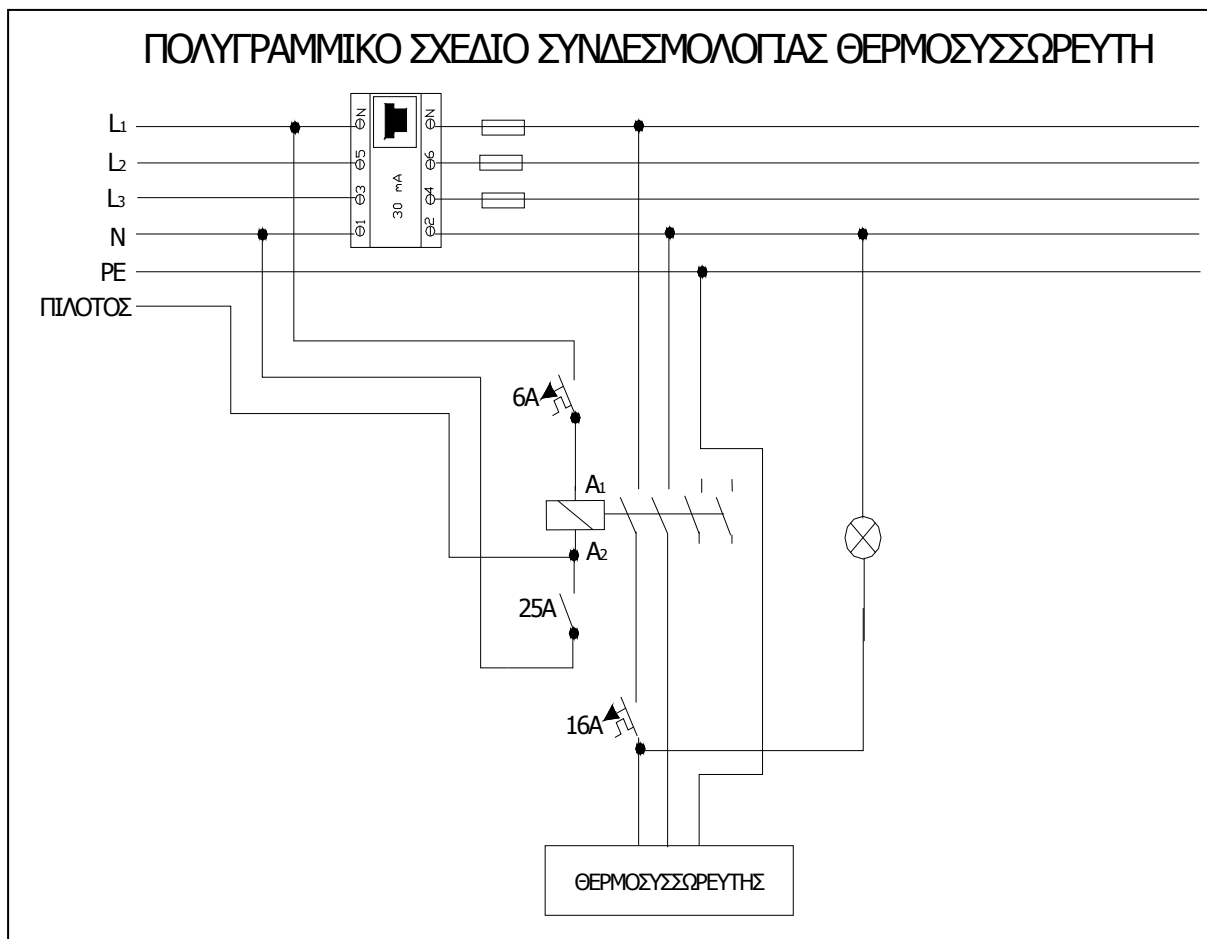 ΠΟΛΥΓΡΑΜΜΙΚΟ ΣΧΕΔΙΟ ΣΥΝΔΕΣΜΟΛΟΓΙΑΣ ΘΕΡΜΟΣΥΣΣΩΡΕΥΤΗ
L1
N
N
L2
5
6
L3
3
4
30 mA
N
1
2
PE
ΠΙΛΟΤΟΣ
6A
A1
A2
25A
16A
ΘΕΡΜΟΣΥΣΣΩΡΕΥΤΗΣ